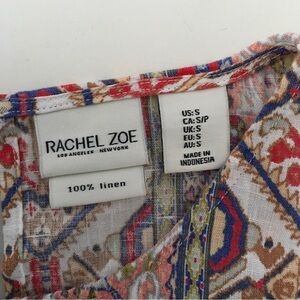 RACHEL ZOE
LOS ANGELES NEW YORK
100% linen
US: S
CA: S/P
UK: S
EU: S
AU: S
MADE IN
INDONESIA